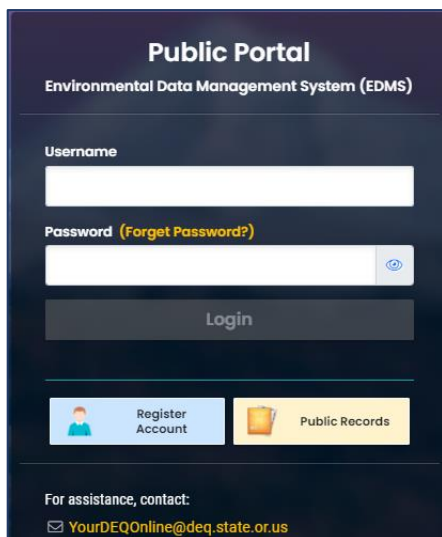 Public Portal
Environmental Data Management System (EDMS)
Username
Password (Forget Password?)
Login
Register
Account
Public Records
For assistance, contact:
YourDEQOnline@deq.state.or.us